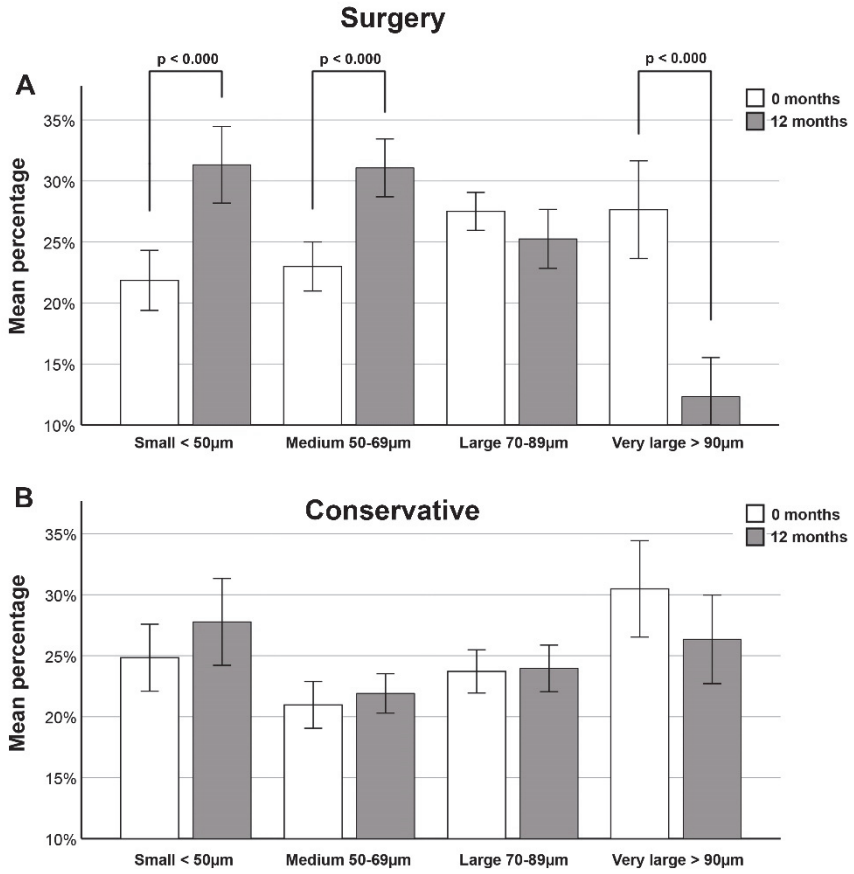 Surgery
p < 0.000
p < 0.000
p < 0.000
A
0 months
12 months
35%
30%
25%
20%
15%
10%
Mean percentage
Small < 50µm
Medium 50-69µm
Large 70-89µm
Very large > 90µm
B
Conservative
0 months
12 months
35%
30%
25%
20%
15%
10%
Mean percentage
Small < 50µm
Medium 50-69µm
Large 70-89µm
Very large > 90µm